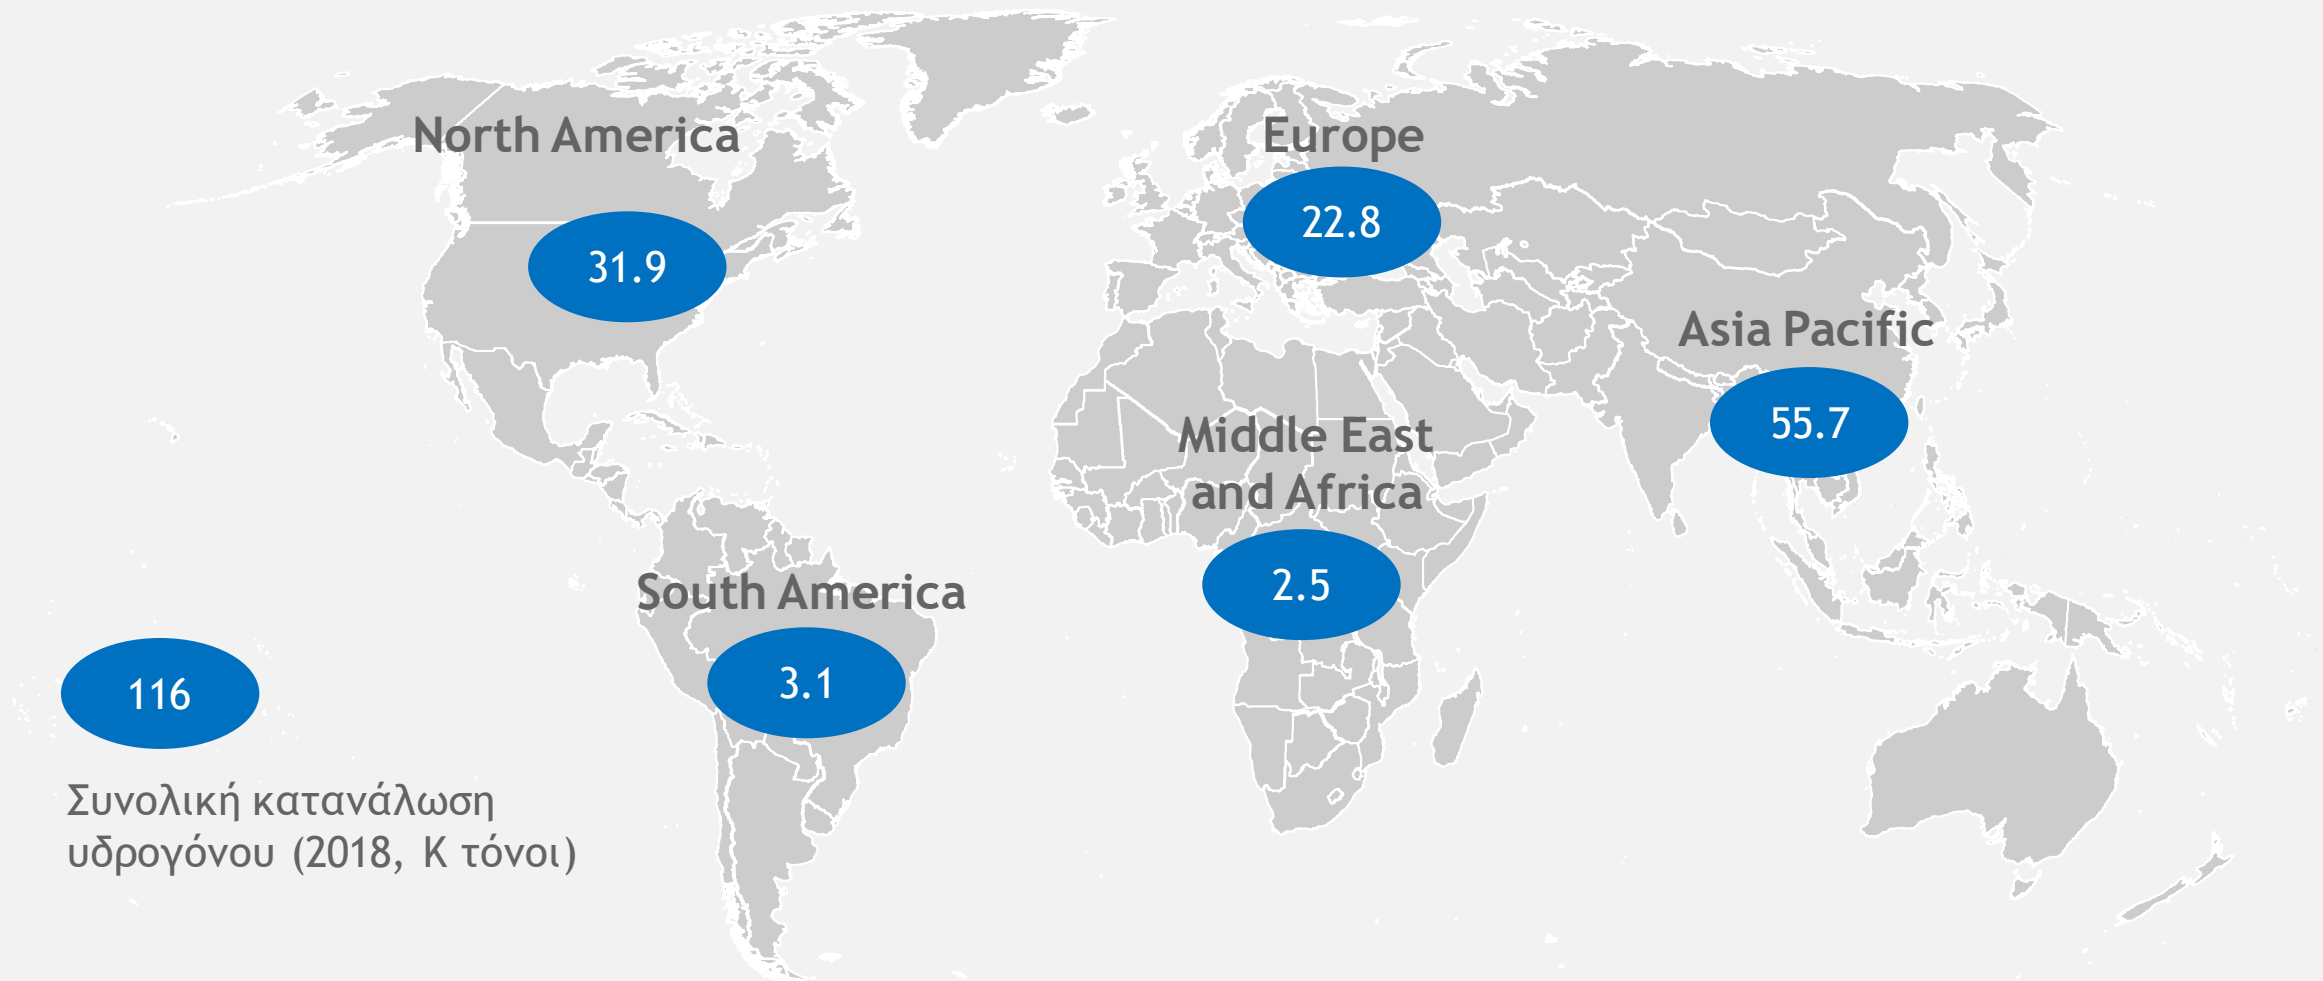 North America
31.9
Europe
22.8
Asia Pacific
55.7
Middle East
and Africa
2.5
South America
3.1
116
Συνολική κατανάλωση
υδρογόνου (2018, Κ τόνοι)